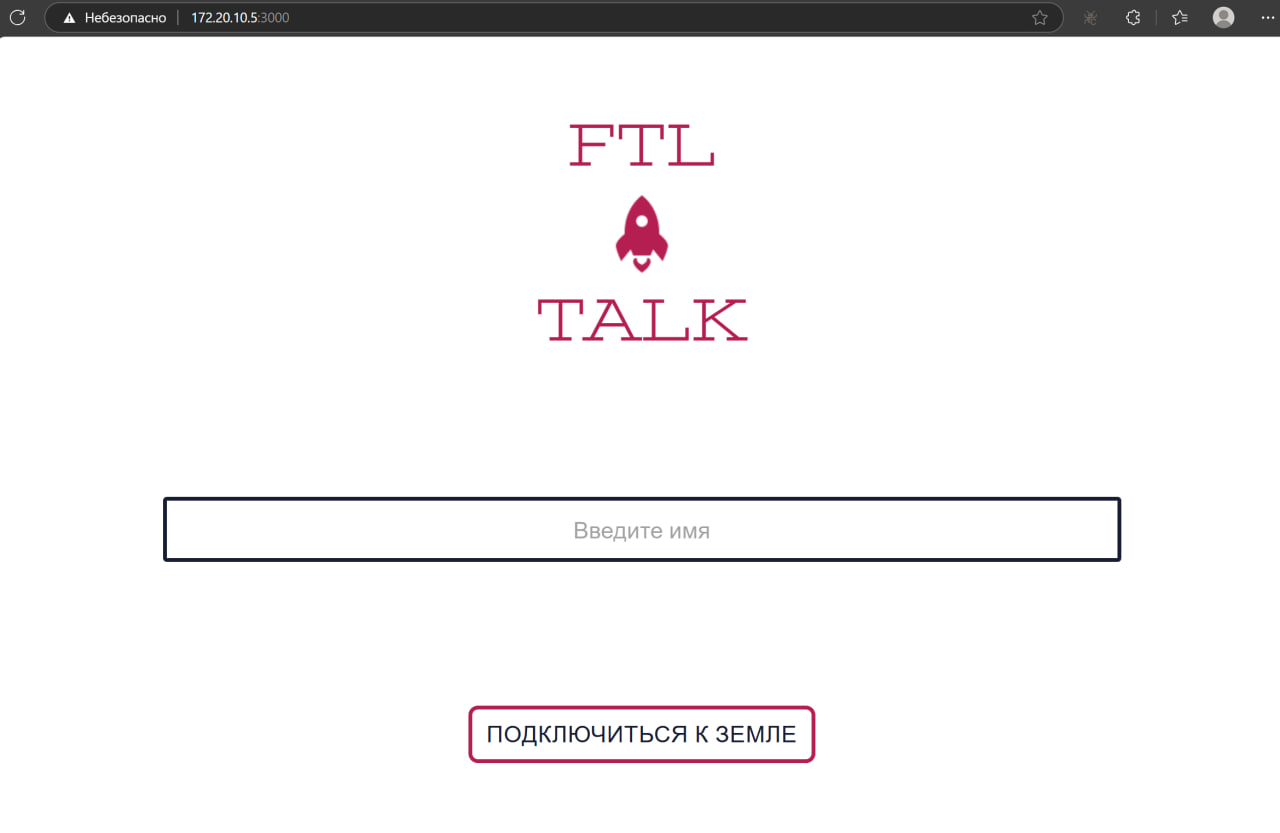 Небезопасно 172.20.10.5:3000
FTL
TALK
Введите имя
ПОДКЛЮЧИТЬСЯ К ЗЕМЛЕ